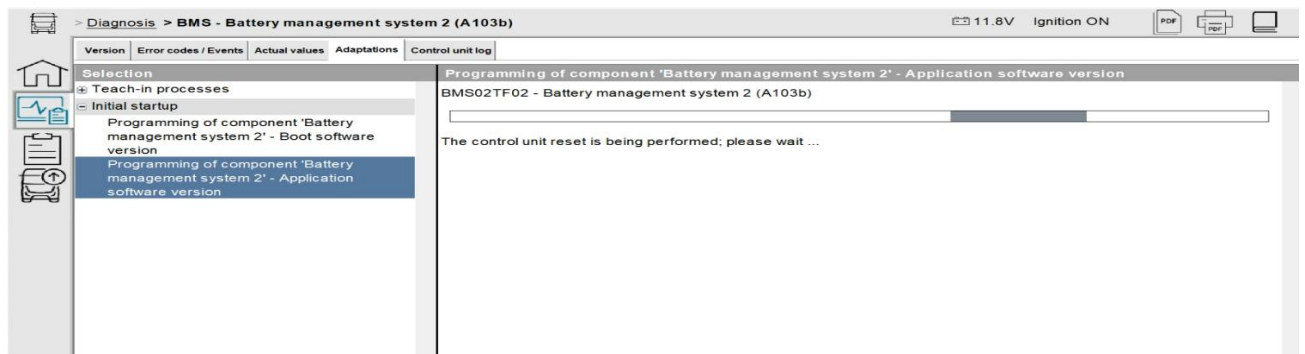 > Diagnosis > BMS - Battery management system 2 (A103b)
11.8V Ignition ON
PDF
PDF
Version Error codes / Events Actual values Adaptations Control unit log
Selection
Teach-in processes
Initial startup
Programming of component 'Battery
management system 2' - Boot software
version
Programming of component 'Battery
management system 2' - Application
software version
Programming of component 'Battery management system 2' - Application software version
BMS02TF02 - Battery management system 2 (A103b)
The control unit reset is being performed; please wait ...